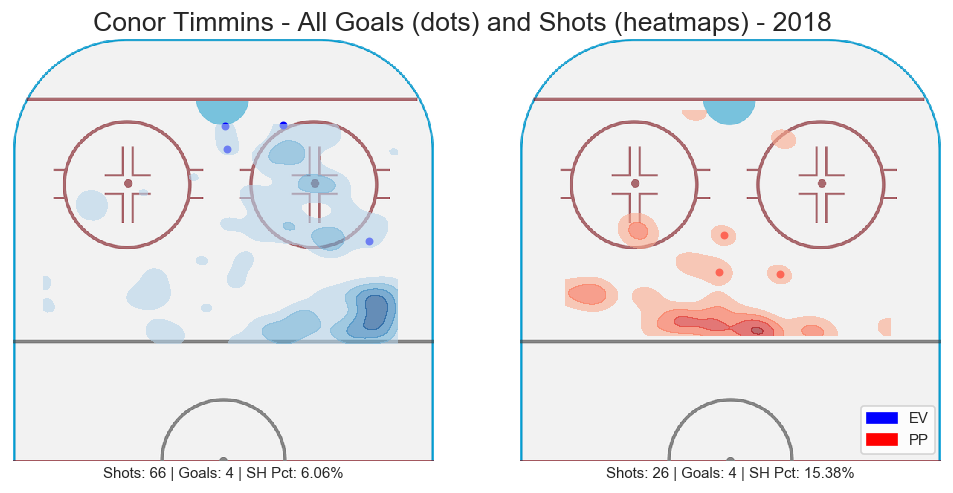 Conor Timmins - All Goals (dots) and Shots (heatmaps) - 2018
EV
PP
Shots: 66 | Goals: 4 | SH Pct: 6.06%
Shots: 26 | Goals: 4 | SH Pct: 15.38%